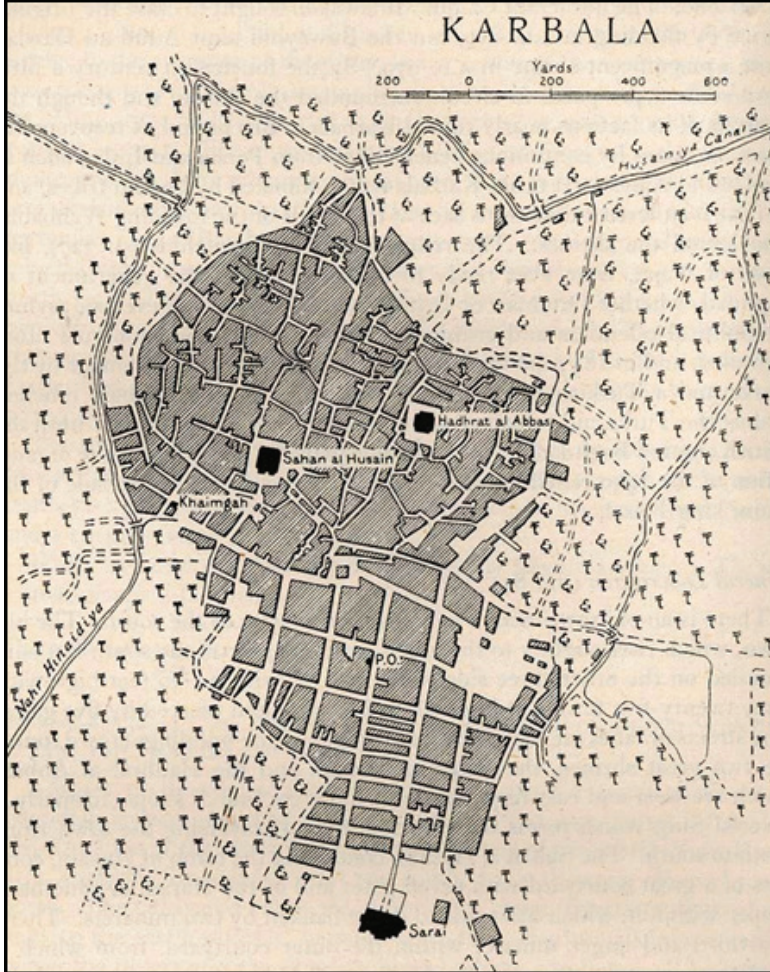 KARBALA
Yards
200 0 200 400 600
Husainiya Canal
Hadhrat al Abbas
Sahan al Husain
Khaimgah
Nahr Hinaidiya
P.O.
Sarai